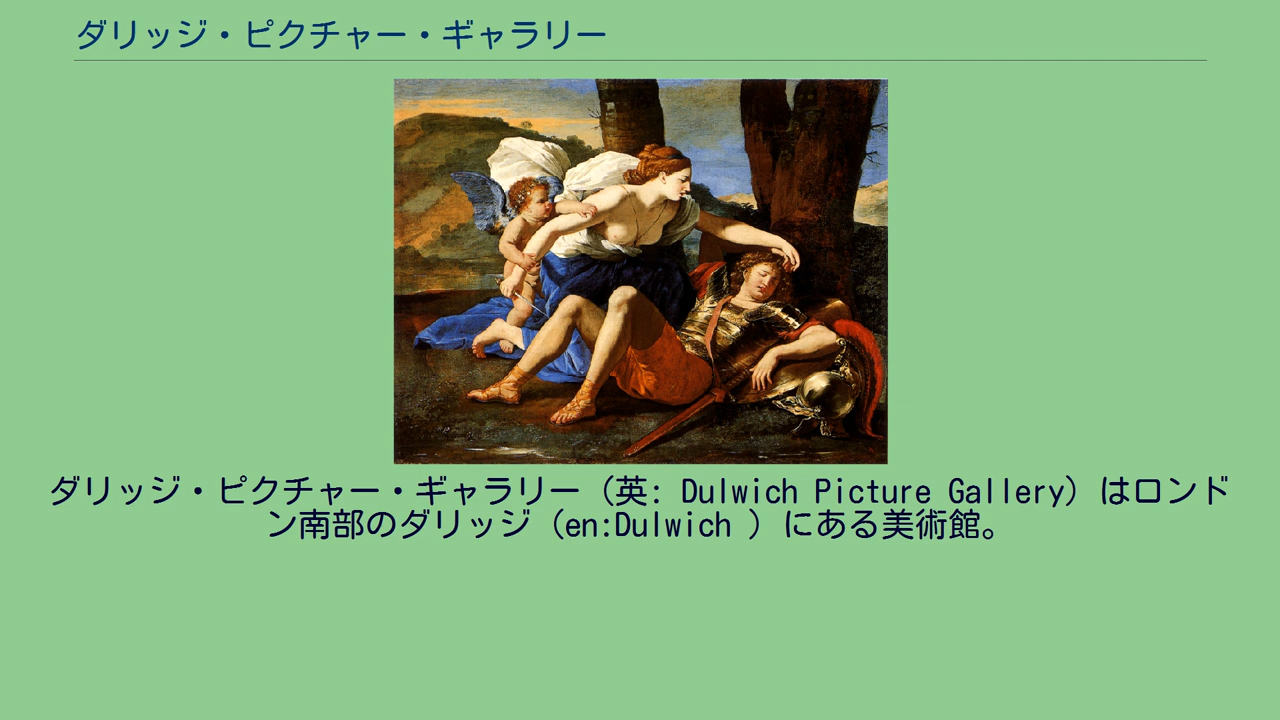 ダリッジ・ピクチャー・ギャラリー
ダリッジ・ピクチャー・ギャラリー（英: Dulwich Picture Gallery）はロンド
ン南部のダリッジ（en:Dulwich ）にある美術館。